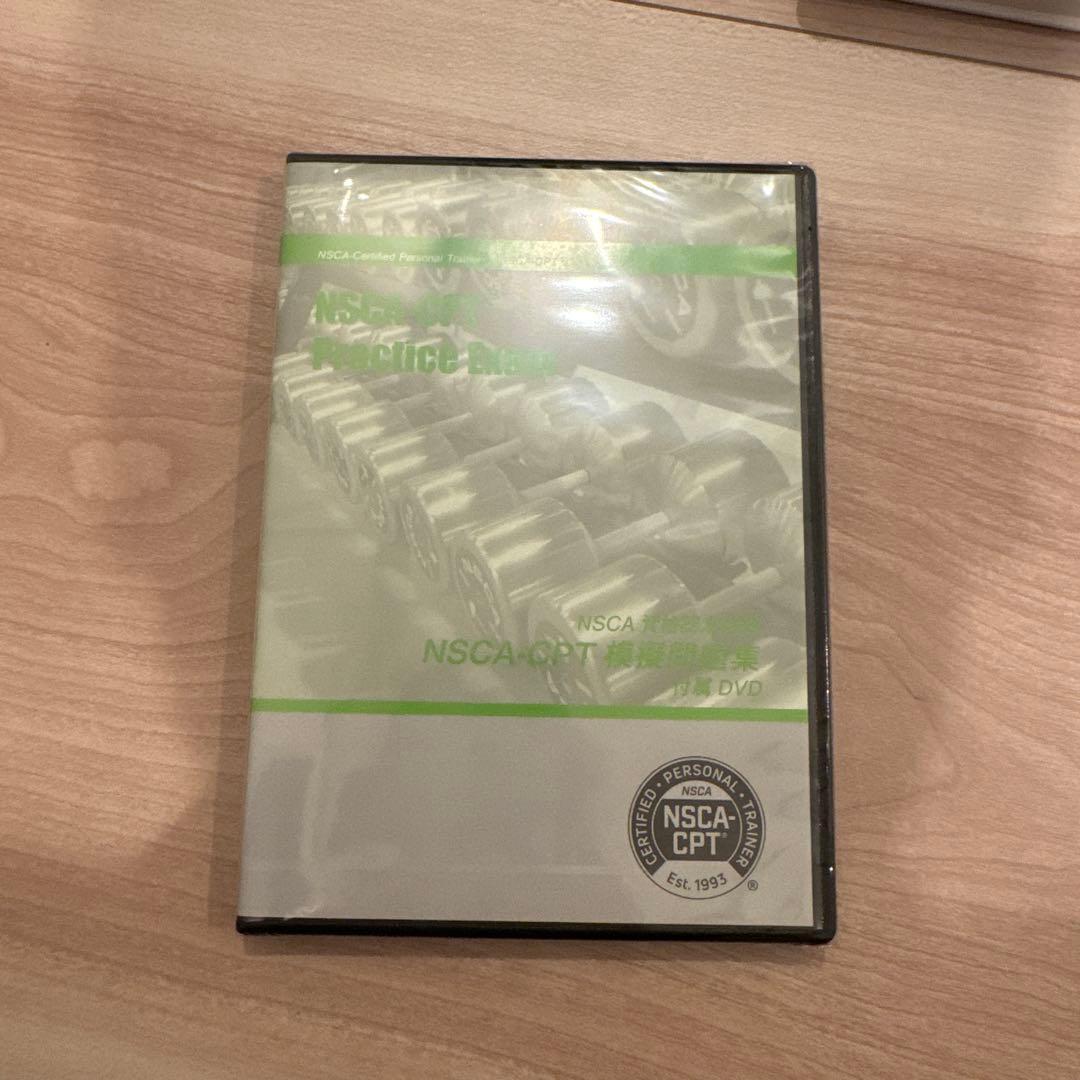 NSCA-Certified Personal Trainer
NSCA-CPT
Practice Exam
NSCA
NSCA-CPT 模擬問題集
付属 DVD
CERTIFIED • PERSONAL • TRAINER
NSCA
NSCA-
CPT®
Est. 1993
®